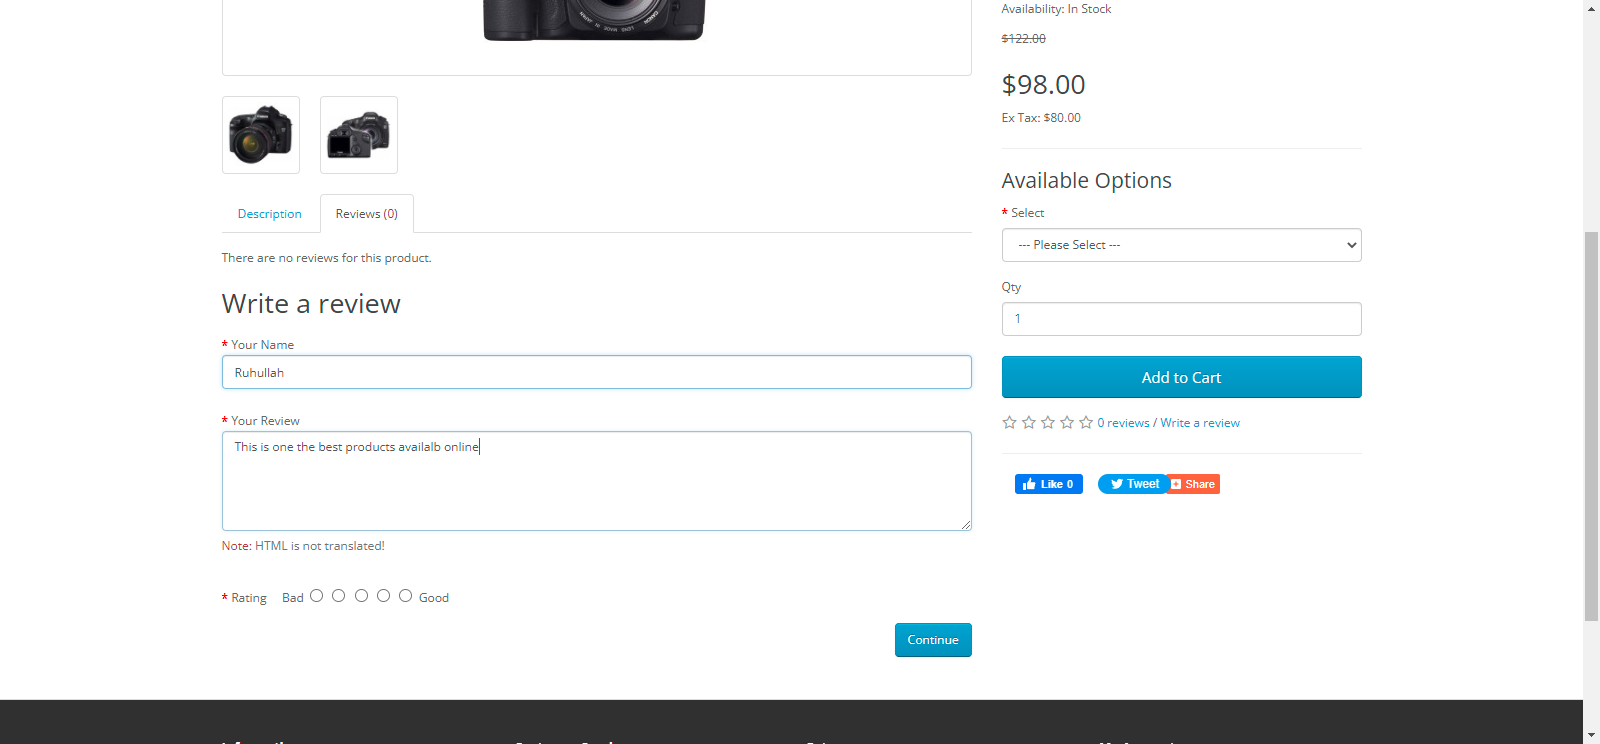 Availability: In Stock
$122.00
$98.00
Ex Tax: $80.00
Available Options
* Select
--- Please Select ---
Qty
1
Add to Cart
0 reviews / Write a review
Like 0
Tweet
Share
Description
Reviews (0)
There are no reviews for this product.
Write a review
* Your Name
Ruhullah
* Your Review
This is one the best products availalb online
Note: HTML is not translated!
* Rating Bad Good
Continue